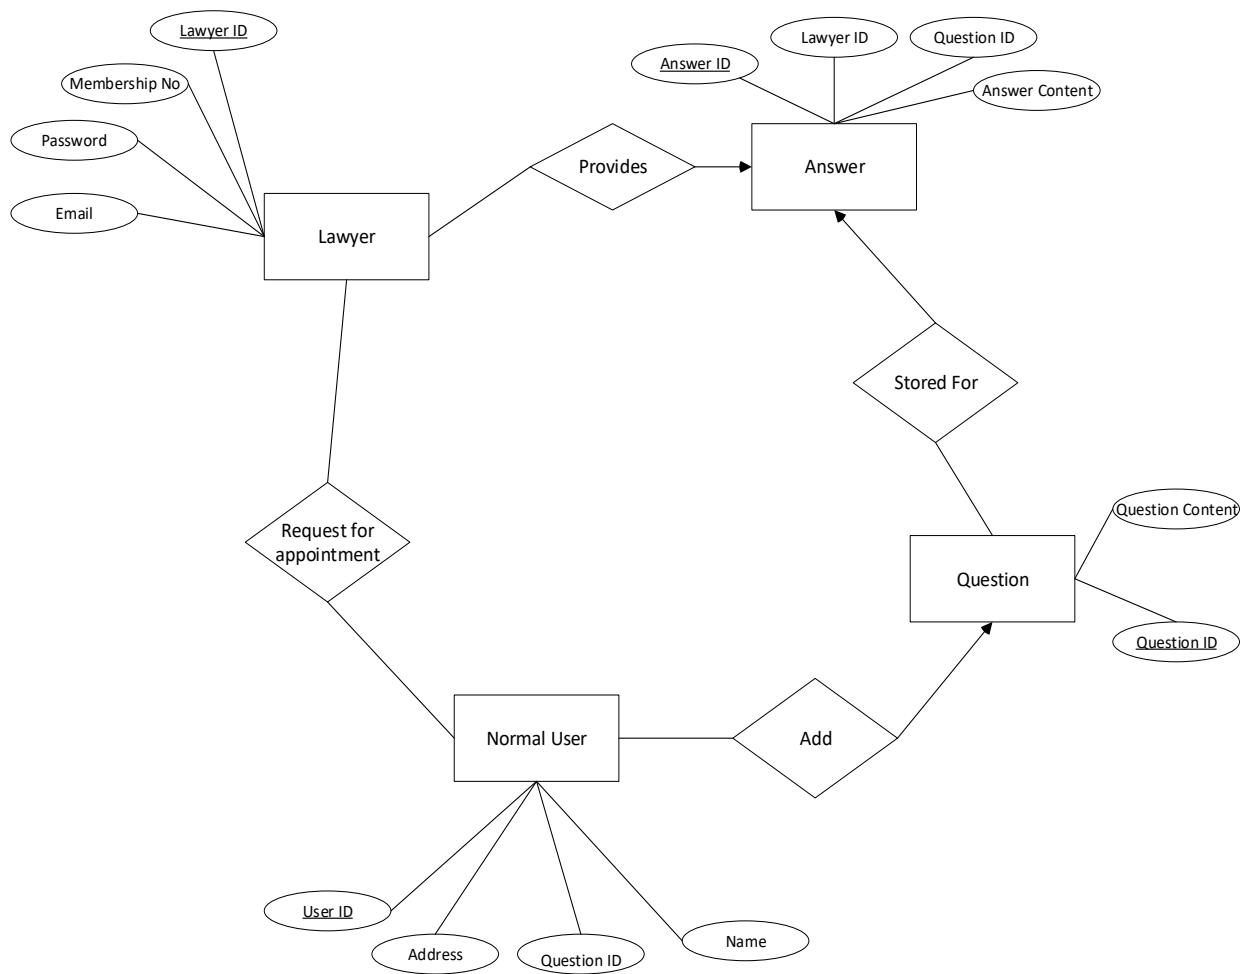 Lawyer ID
Lawyer ID
Question ID
Answer ID
Membership No
Answer Content
Password
Provides
Answer
Email
Lawyer
Stored For
Question Content
Request for
appointment
Question
Question ID
Normal User
Add
User ID
Address
Question ID
Name